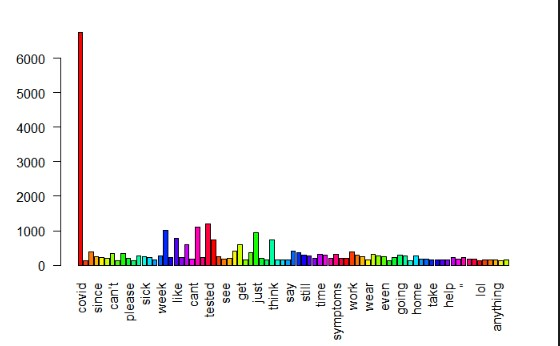 6000
5000
4000
3000
2000
1000
0
covid
since
can't
please
sick
week
like
cant
tested
see
get
just
think
say
still
time
symptoms
work
wear
even
going
home
take
help
"
lol
anything